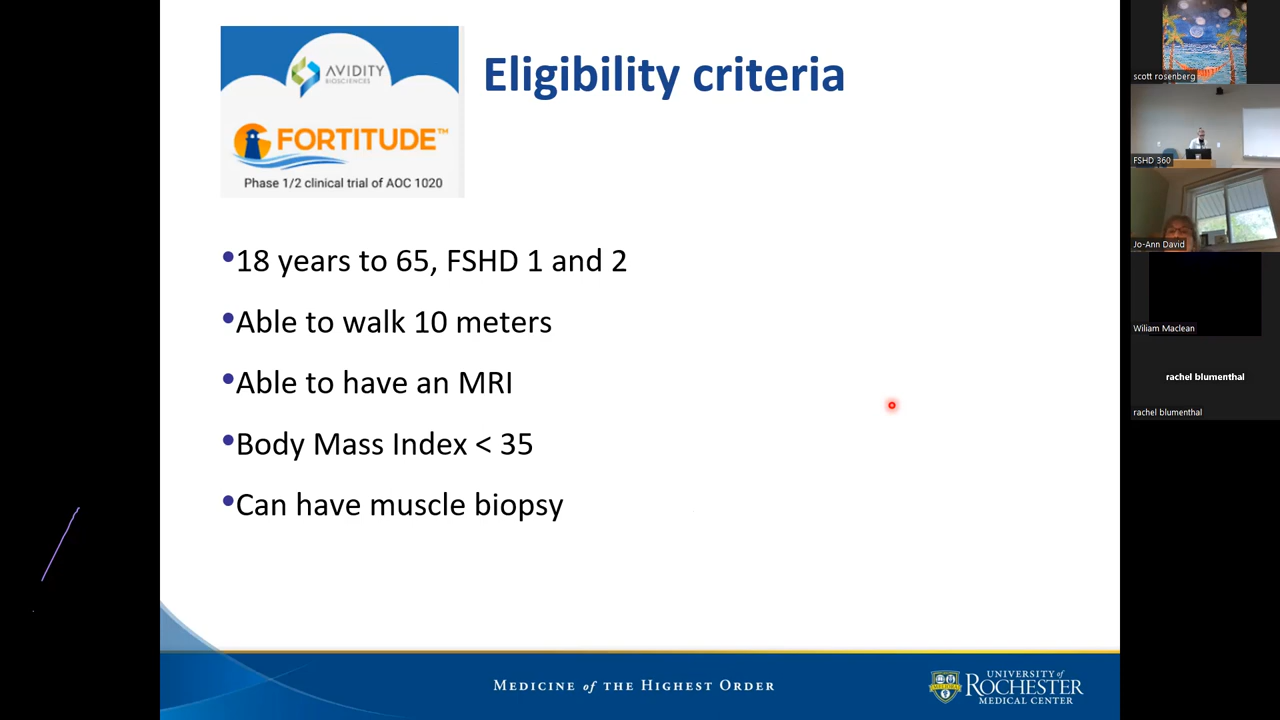 AVIDITY
BIOSCIENCES
FORTITUDE™
Phase 1/2 clinical trial of AOC 1020
Eligibility criteria
•18 years to 65, FSHD 1 and 2
•Able to walk 10 meters
•Able to have an MRI
•Body Mass Index < 35
•Can have muscle biopsy
MEDICINE of THE HIGHEST ORDER
UNIVERSITY of
ROCHESTER
MEDICAL CENTER
scott rosenberg
FSHD 360
Jo-Ann David
Wiliam Maclean
rachel blumenthal
rachel blumenthal